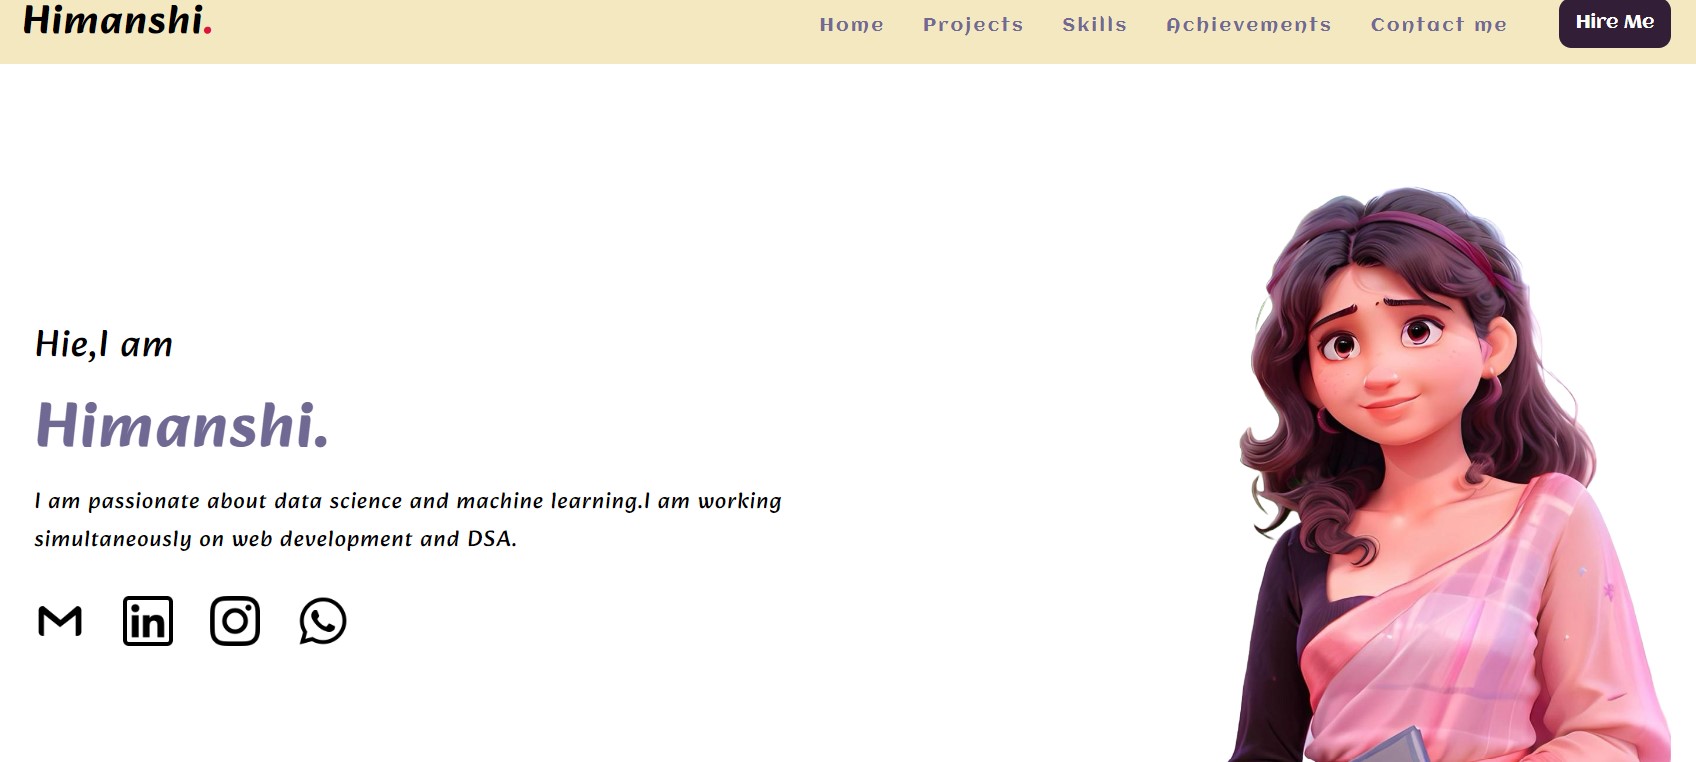 Himanshi.
Home Projects Skills Achievements Contact me Hire Me
Hie,I am
Himanshi.
I am passionate about data science and machine learning.I am working
simultaneously on web development and DSA.
in